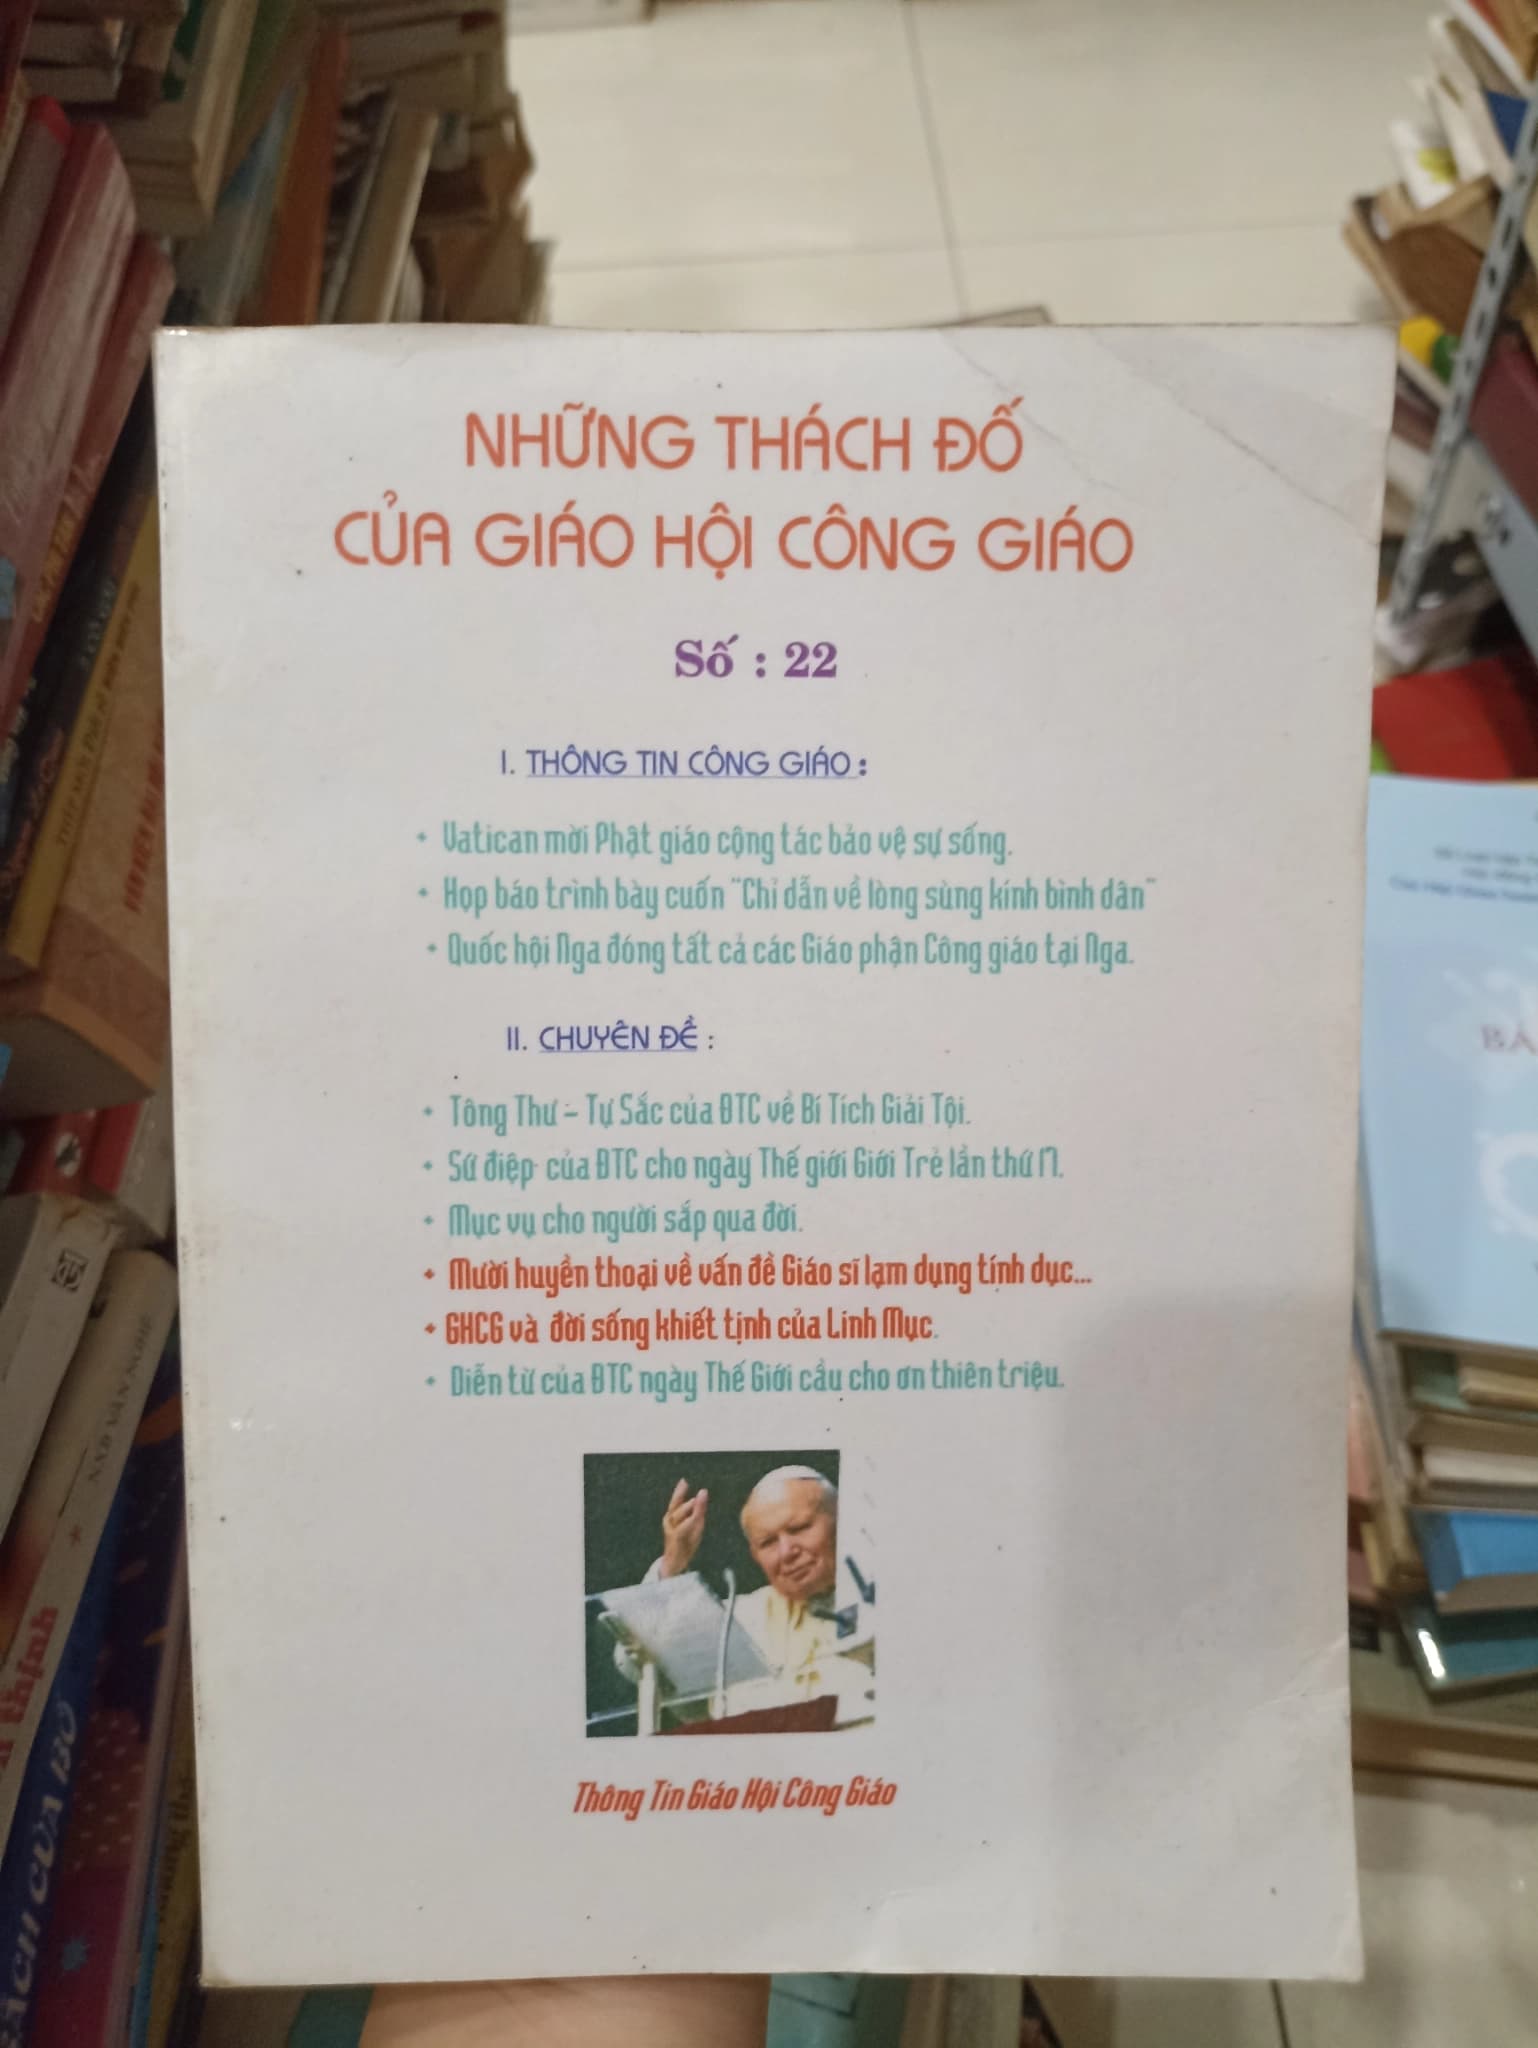 NHỮNG THÁCH ĐỐ
CỦA GIÁO HỘI CÔNG GIÁO
Số : 22
I. THÔNG TIN CÔNG GIÁO :
• Vatican mời Phật giáo cộng tác bảo vệ sự sống.
• Họp báo trình bày cuốn "Chỉ dẫn về lòng sùng kính bình dân"
• Quốc hội Nga đóng tất cả các Giáo phận Công giáo tại Nga.
II. CHUYÊN ĐỀ :
• Tông Thư - Tự Sắc của ĐTC về Bí Tích Giải Tội.
• Sứ điệp của ĐTC cho ngày Thế giới Giới Trẻ lần thứ 17.
• Mục vụ cho người sắp qua đời.
• Mười huyền thoại về vấn đề Giáo sĩ lạm dụng tính dục...
• GHCG và đời sống khiết tịnh của Linh Mục.
• Diễn từ của ĐTC ngày Thế Giới cầu cho ơn thiên triệu.
Thông Tin Giáo Hội Công Giáo
NXB VĂN NGHỆ